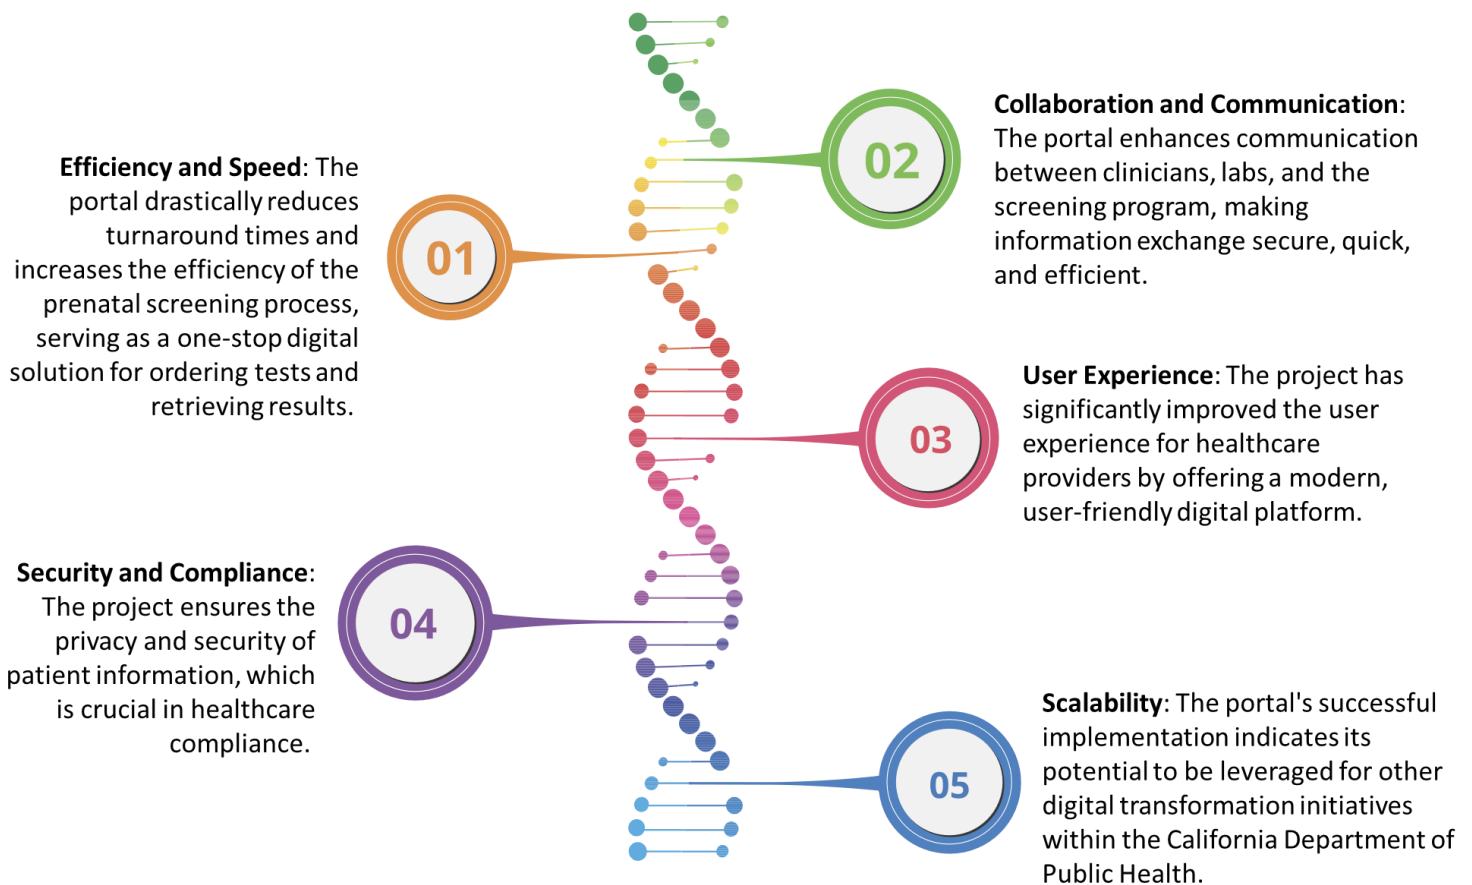 01
Efficiency and Speed: The
portal drastically reduces
turnaround times and
increases the efficiency of the
prenatal screening process,
serving as a one-stop digital
solution for ordering tests and
retrieving results.
02
Collaboration and Communication:
The portal enhances communication
between clinicians, labs, and the
screening program, making
information exchange secure, quick,
and efficient.
03
User Experience: The project has
significantly improved the user
experience for healthcare
providers by offering a modern,
user-friendly digital platform.
04
Security and Compliance:
The project ensures the
privacy and security of
patient information, which
is crucial in healthcare
compliance.
05
Scalability: The portal's successful
implementation indicates its
potential to be leveraged for other
digital transformation initiatives
within the California Department of
Public Health.